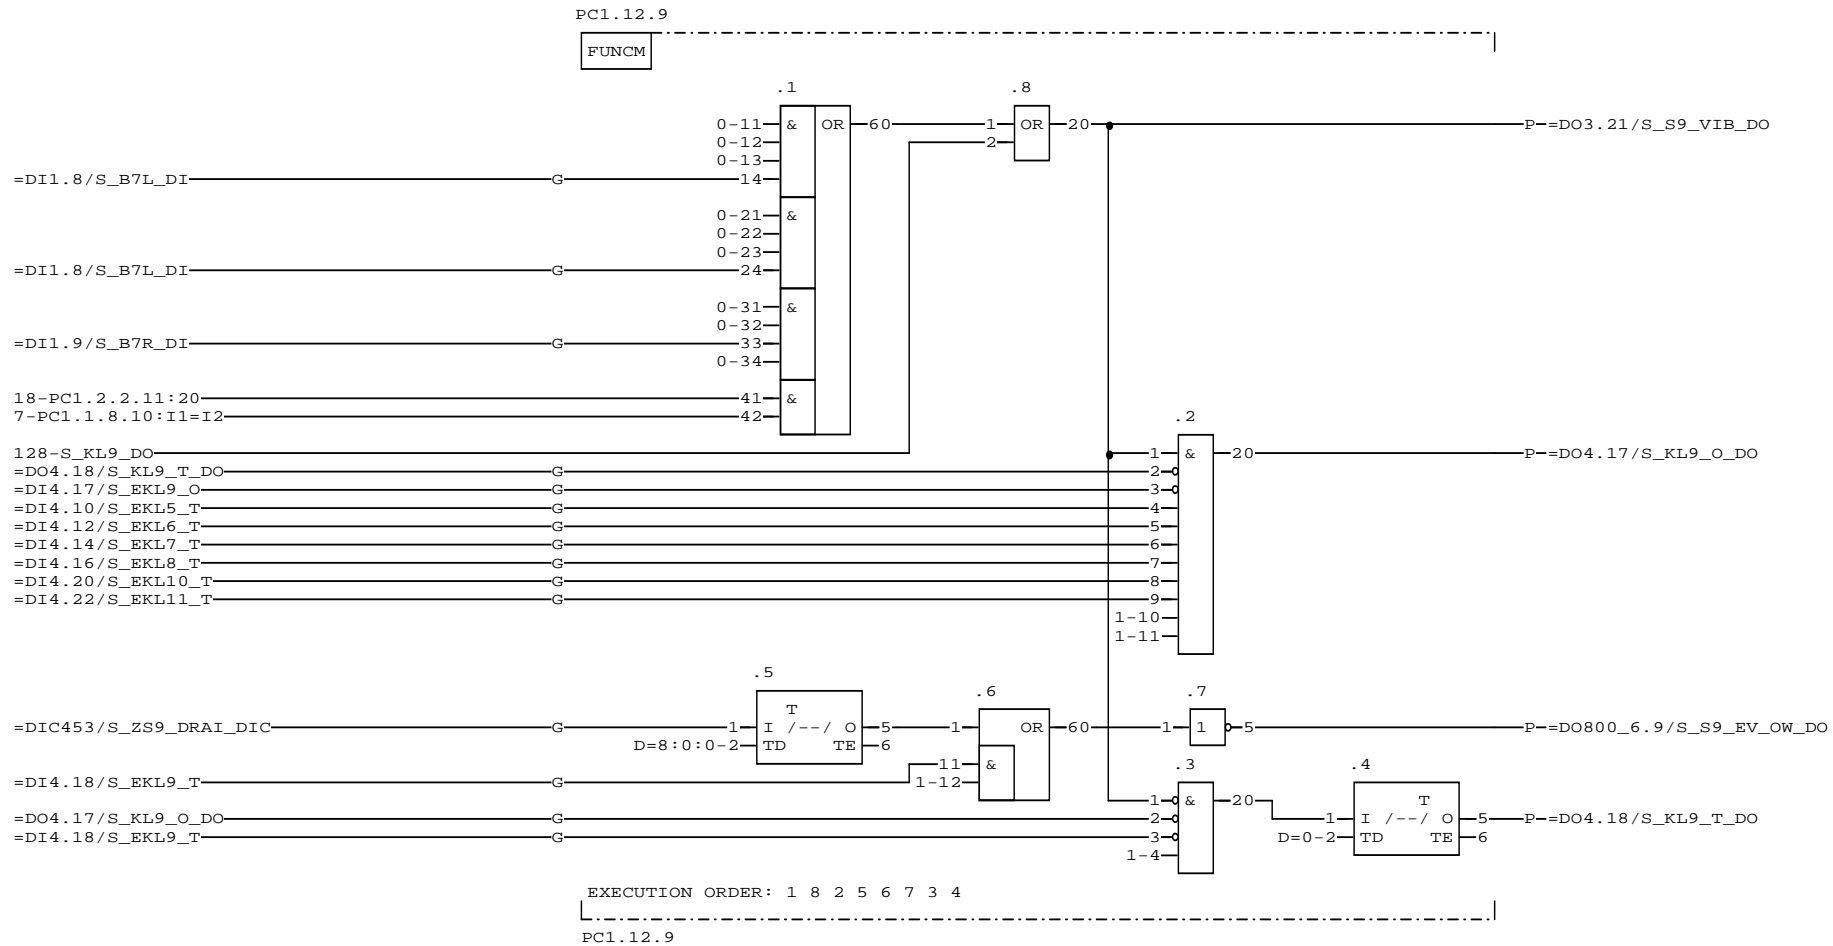 PC1.12.9
FUNCM
.1 .8
0-11 & OR 60 1 OR 20 P-=DO3.21/S_S9_VIB_DO
0-12 2
0-13
=DI1.8/S_B7L_DI G 14
0-21 &
0-22
0-23
=DI1.8/S_B7L_DI G 24
0-31 &
0-32
=DI1.9/S_B7R_DI G 33
0-34
18-PC1.2.2.11:20 41 &
7-PC1.1.8.10:I1=I2 42
.2
128-S_KL9_DO 1 & 20 P-=DO4.17/S_KL9_O_DO
=DO4.18/S_KL9_T_DO G 2
=DI4.17/S_EKL9_O G 3
=DI4.10/S_EKL5_T G 4
=DI4.12/S_EKL6_T G 5
=DI4.14/S_EKL7_T G 6
=DI4.16/S_EKL8_T G 7
=DI4.20/S_EKL10_T G 8
=DI4.22/S_EKL11_T G 9
1-10
1-11
.5 .6 .7
T
=DIC453/S_ZS9_DRAI_DIC G 1 I /--/ O 5 1 OR 60 1 1 5 P-=DO800_6.9/S_S9_EV_OW_DO
D=8:0:0-2 TD TE 6
.3 .4
11 &
=DI4.18/S_EKL9_T G 1-12
1 & 20 T
=DO4.17/S_KL9_O_DO G 2 1 I /--/ O 5 P-=DO4.18/S_KL9_T_DO
=DI4.18/S_EKL9_T G 3 D=0-2 TD TE 6
1-4
EXECUTION ORDER: 1 8 2 5 6 7 3 4
PC1.12.9